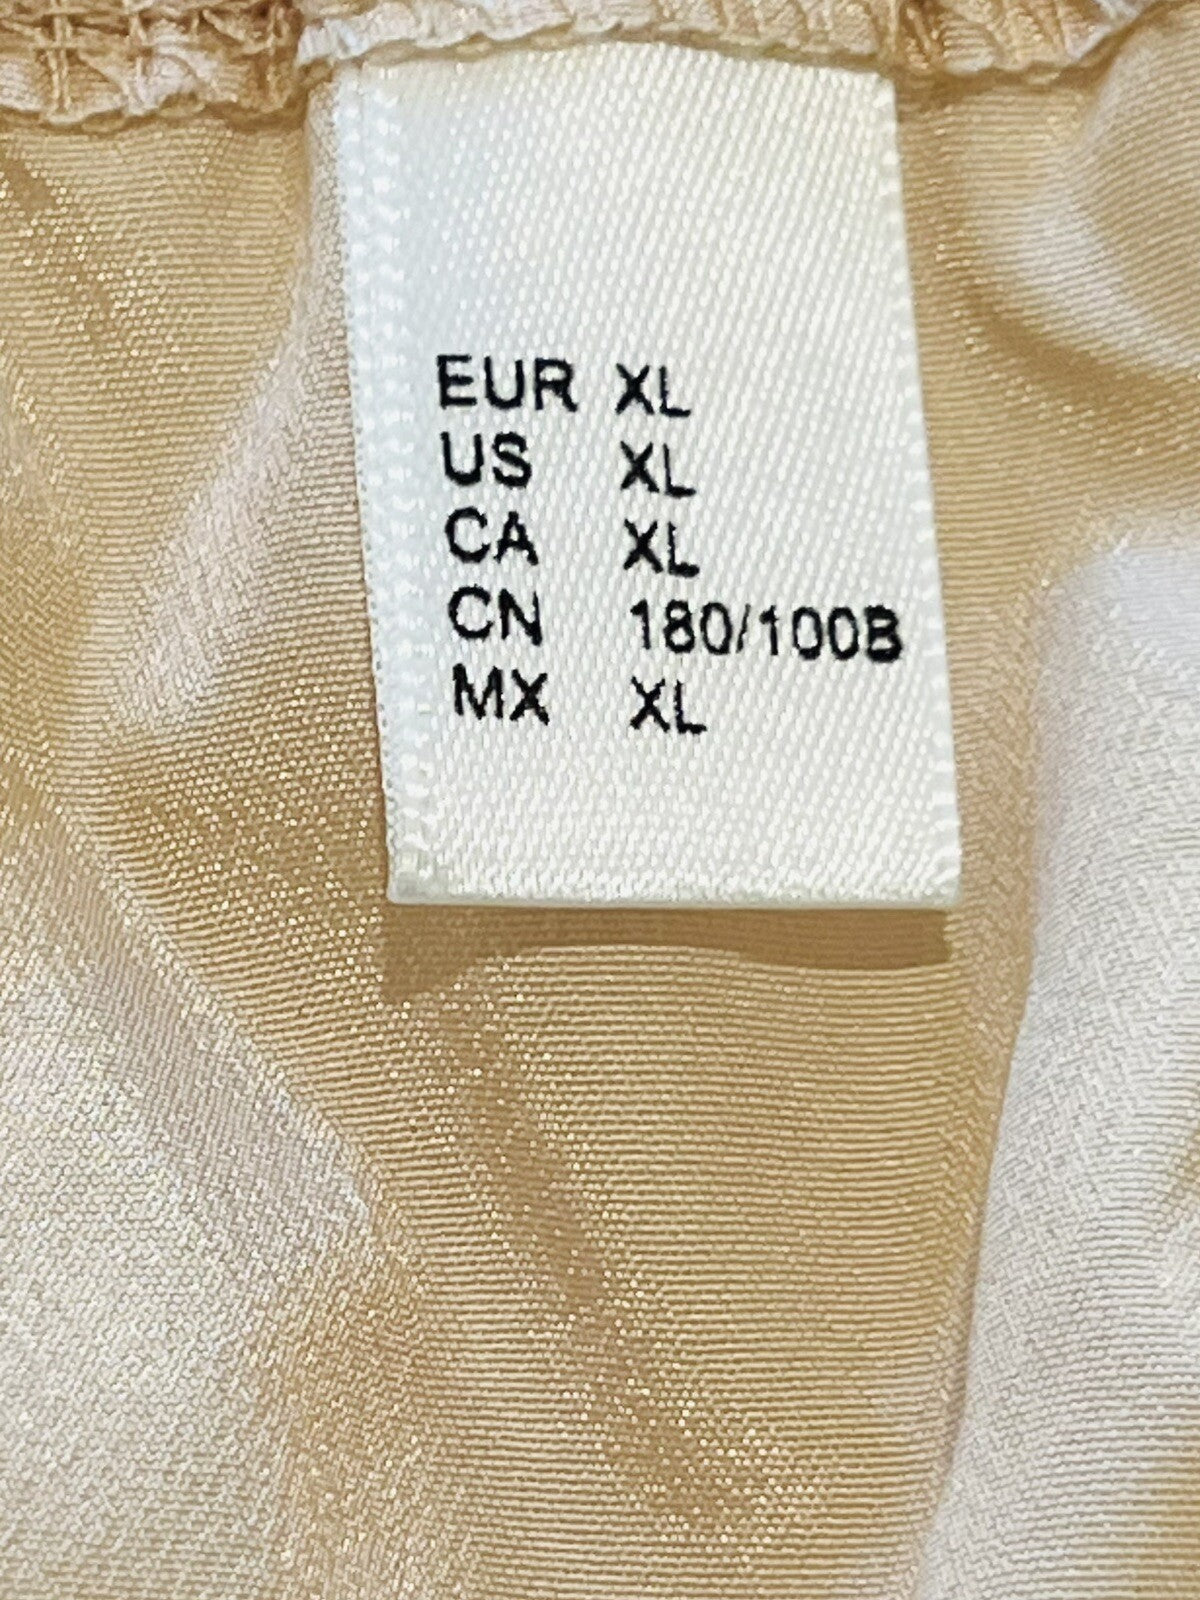 EUR XL
US XL
CA XL
CN 180/100B
MX XL